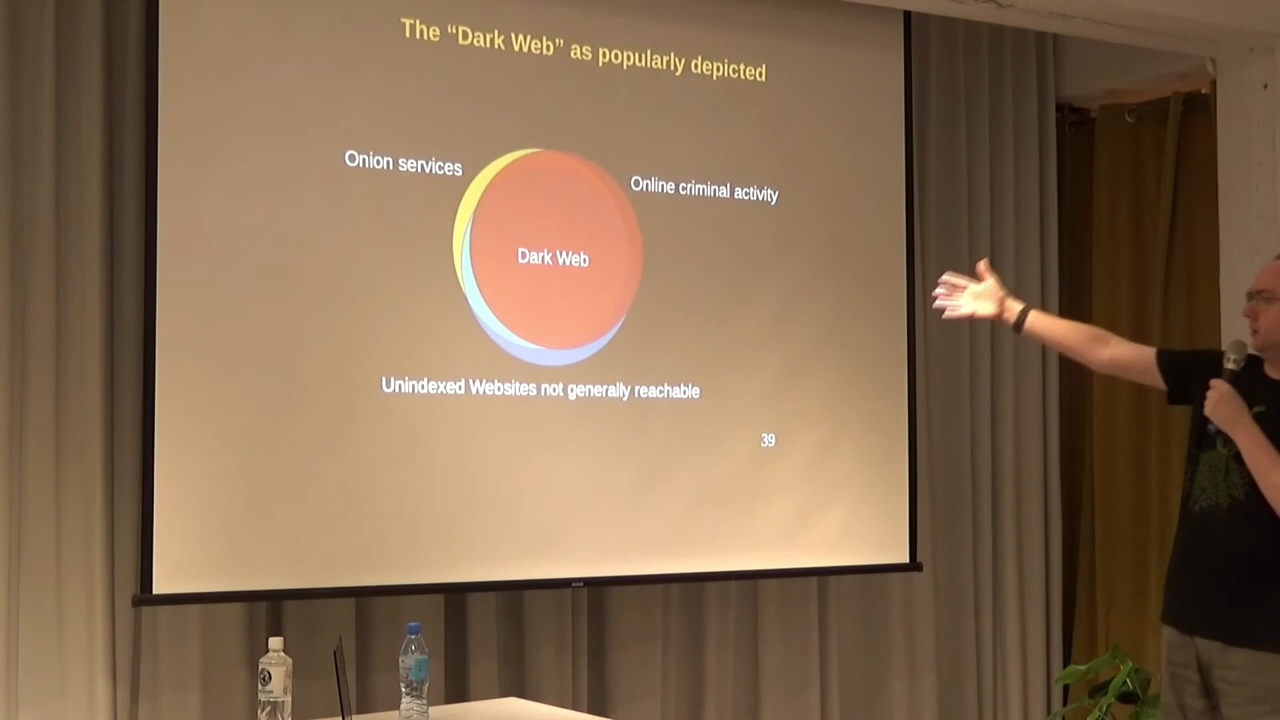 The “Dark Web” as popularly depicted
Onion services
Online criminal activity
Dark Web
Unindexed Websites not generally reachable
39